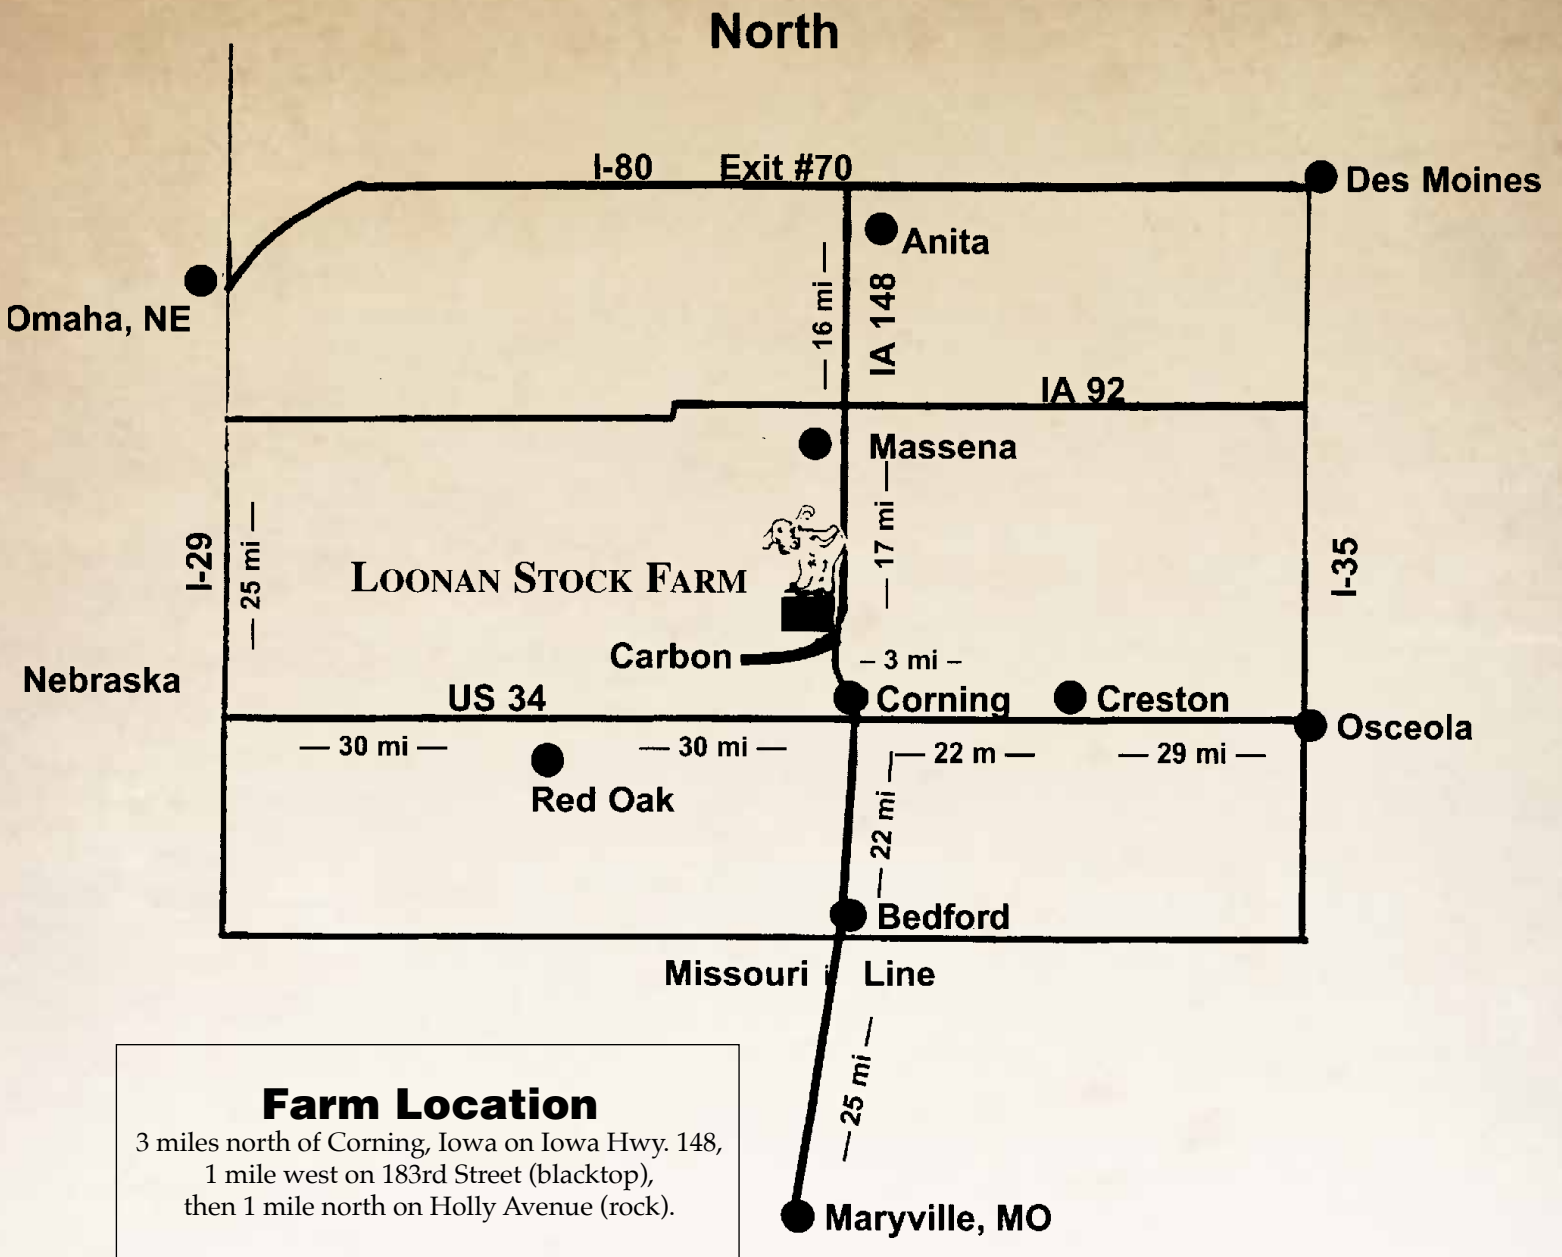 North
I-80 Exit #70
Des Moines
Anita
Omaha, NE
— 16 mi —
IA 148
IA 92
Massena
— 17 mi —
I-29
— 25 mi —
LOONAN STOCK FARM
I-35
Carbon
– 3 mi –
Nebraska
US 34
Corning
Creston
Osceola
— 30 mi —
— 30 mi —
— 22 m —
— 29 mi —
Red Oak
— 22 mi —
Bedford
Missouri Line
— 25 mi —
Maryville, MO
Farm Location
3 miles north of Corning, Iowa on Iowa Hwy. 148,
1 mile west on 183rd Street (blacktop),
then 1 mile north on Holly Avenue (rock).